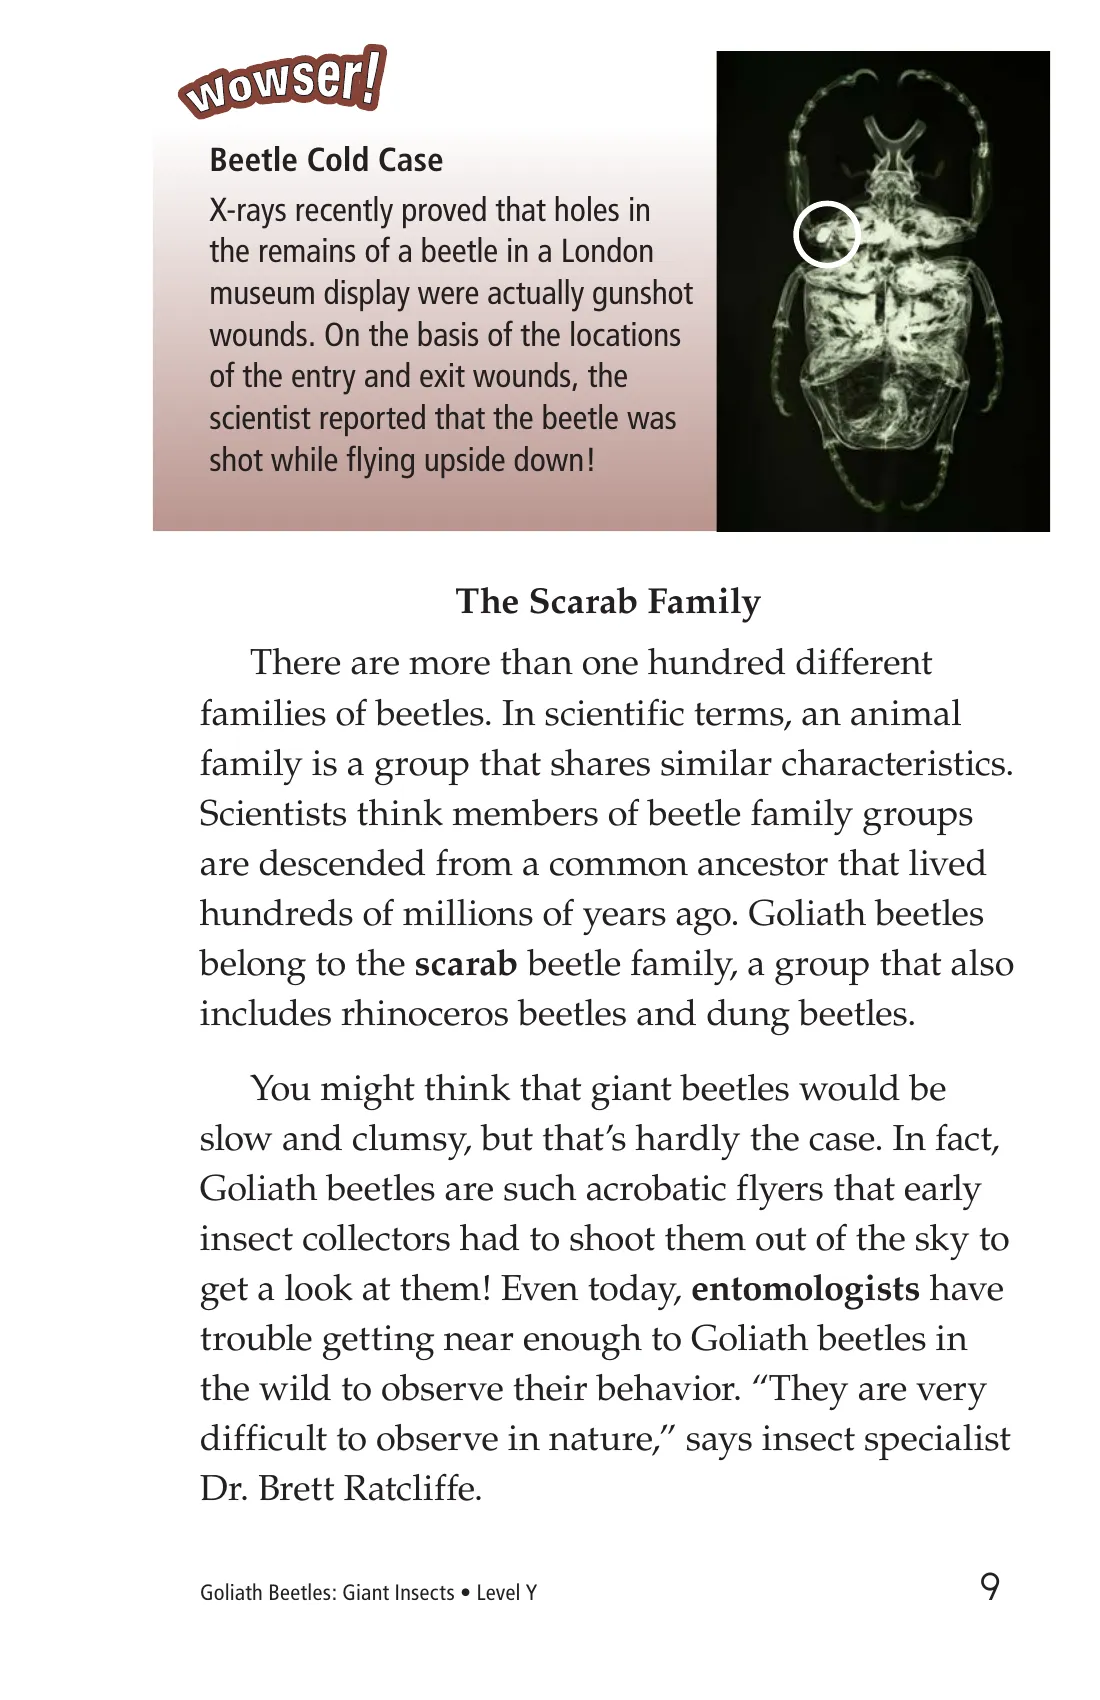 Wowser!
Beetle Cold Case
X-rays recently proved that holes in
the remains of a beetle in a London
museum display were actually gunshot
wounds. On the basis of the locations
of the entry and exit wounds, the
scientist reported that the beetle was
shot while flying upside down!
The Scarab Family
There are more than one hundred different
families of beetles. In scientific terms, an animal
family is a group that shares similar characteristics.
Scientists think members of beetle family groups
are descended from a common ancestor that lived
hundreds of millions of years ago. Goliath beetles
belong to the scarab beetle family, a group that also
includes rhinoceros beetles and dung beetles.
You might think that giant beetles would be
slow and clumsy, but that’s hardly the case. In fact,
Goliath beetles are such acrobatic flyers that early
insect collectors had to shoot them out of the sky to
get a look at them! Even today, entomologists have
trouble getting near enough to Goliath beetles in
the wild to observe their behavior. “They are very
difficult to observe in nature,” says insect specialist
Dr. Brett Ratcliffe.
Goliath Beetles: Giant Insects • Level Y
9